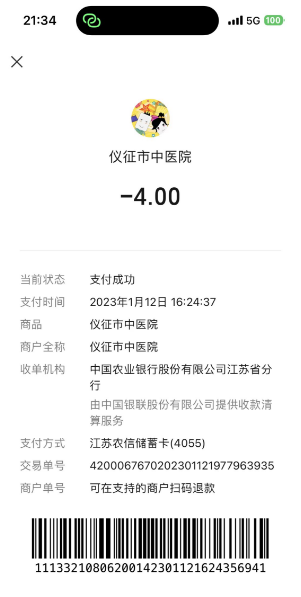 21:34
5G
100
仪征市中医院
-4.00
当前状态 支付成功
支付时间 2023年1月12日 16:24:37
商品 仪征市中医院
商户全称 仪征市中医院
收单机构 中国农业银行股份有限公司江苏省分
行
由中国银联股份有限公司提供收款清
算服务
支付方式 江苏农信储蓄卡(4055)
交易单号 4200067670202301121977963935
商户单号 可在支持的商户扫码退款
11133210806200142301121624356941